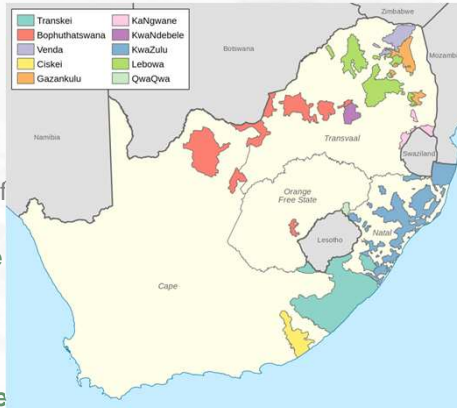 Transkei
Bophuthatswana
Venda
Ciskei
Gazankulu
KaNgwane
KwaNdebele
KwaZulu
Lebowa
QwaQwa
Zimbabwe
Botswana
Mozamb
Namibia
Transvaal
Swaziland
Orange
Free State
Natal
Lesotho
Cape
f
e
e